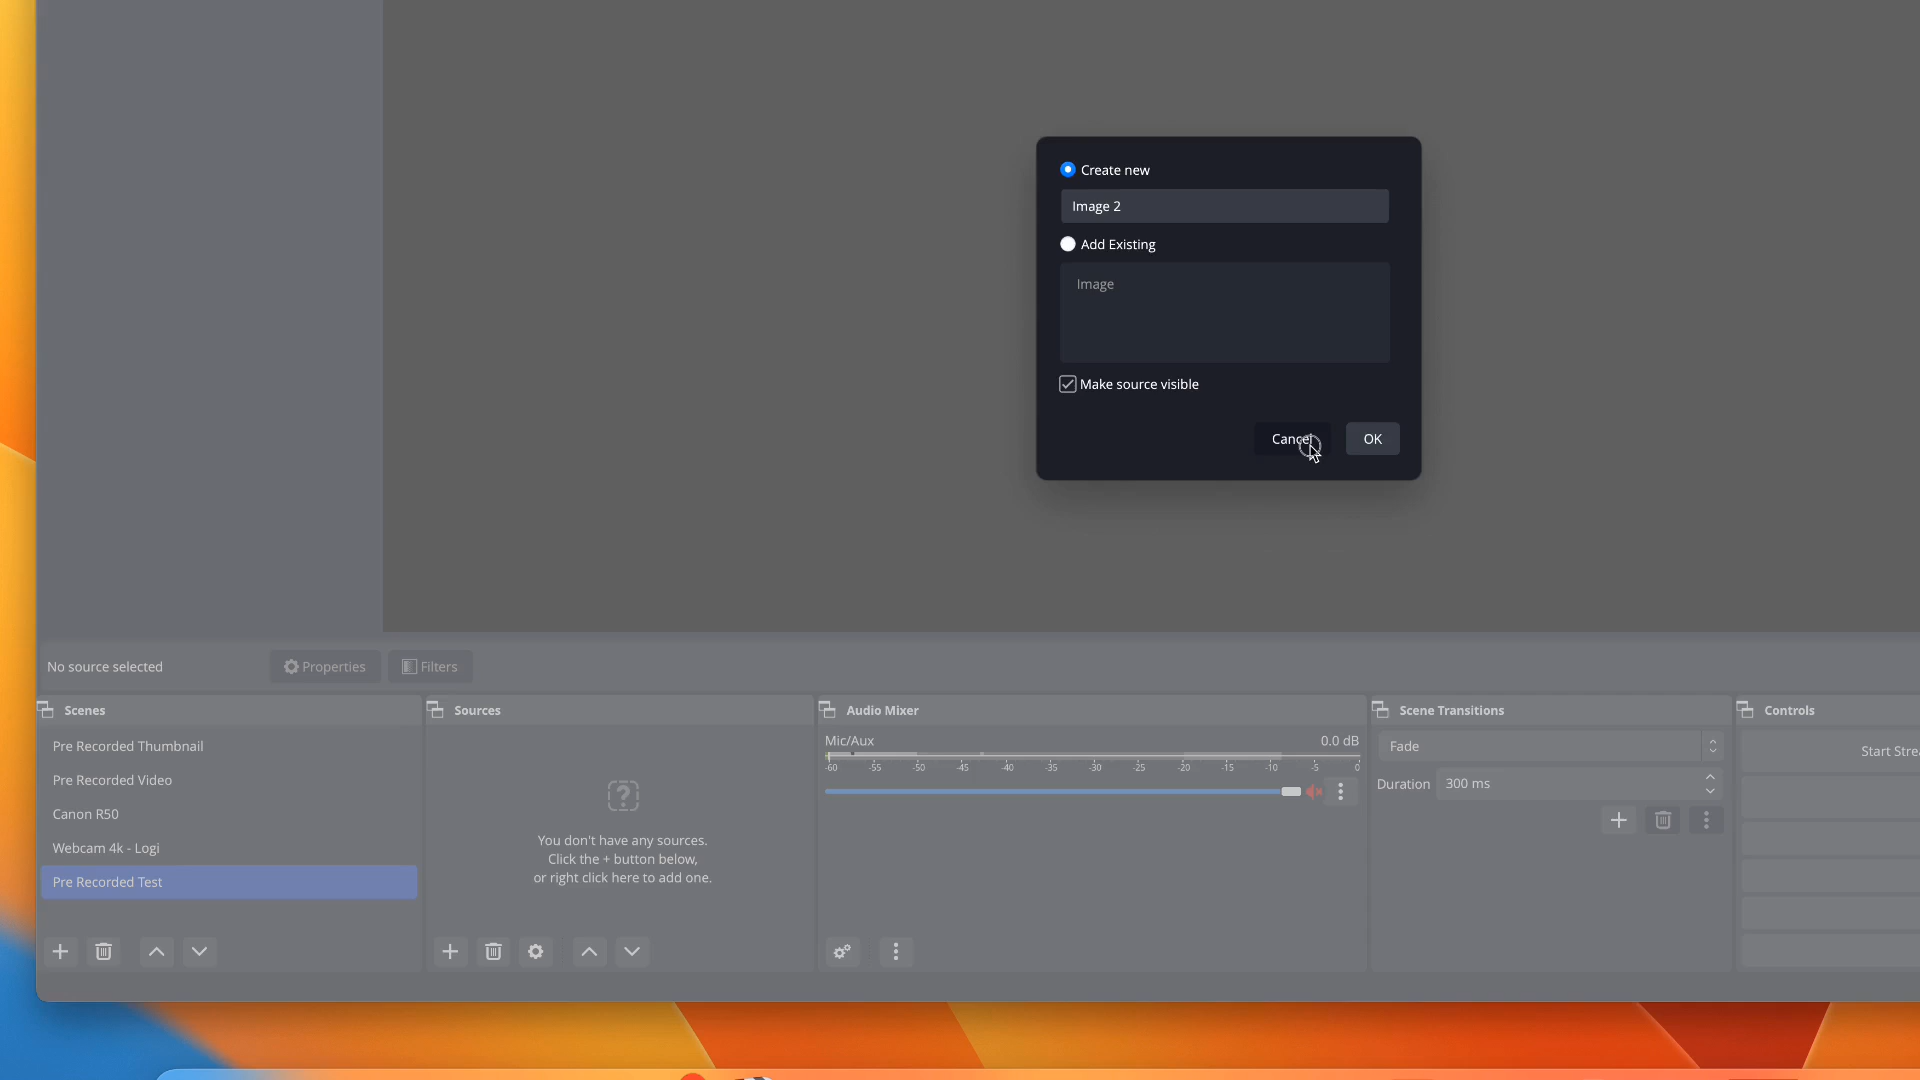 Create new
Image 2
Add Existing
Image
Make source visible
Cancel
OK
No source selected
Properties
Filters
Scenes
Pre Recorded Thumbnail
Pre Recorded Video
Canon R50
Webcam 4k - Logi
Pre Recorded Test
Sources
You don't have any sources.
Click the + button below,
or right click here to add one.
Audio Mixer
Mic/Aux
0.0 dB
-60 -55 -50 -45 -40 -35 -30 -25 -20 -15 -10 -5 0
Scene Transitions
Fade
Duration
300 ms
Controls
Start Strea